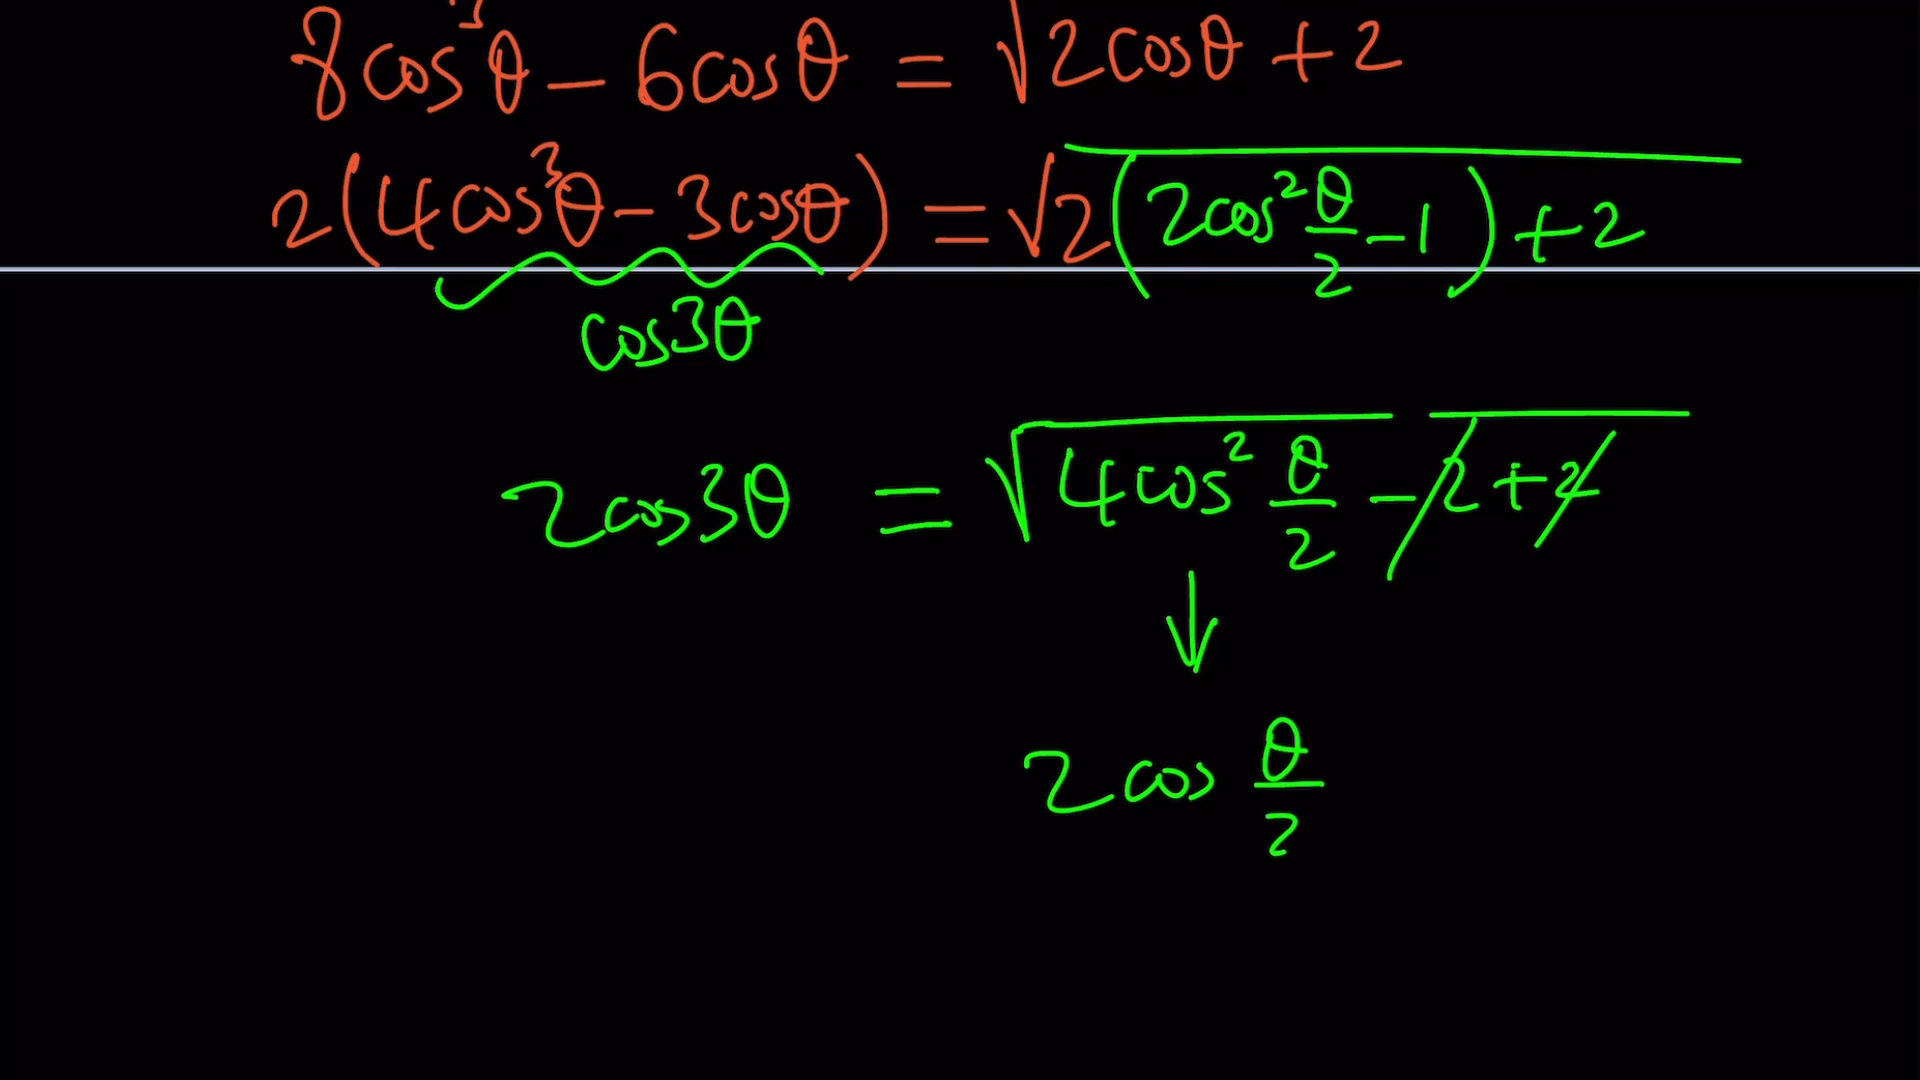 8cos³θ - 6cosθ = √2cosθ + 2
2(4cos³θ - 3cosθ) = √2(2cos²θ/2 - 1) + 2
cos3θ
2cos3θ = √4cos²θ/2 - 2 + 2
↓
2cosθ/2